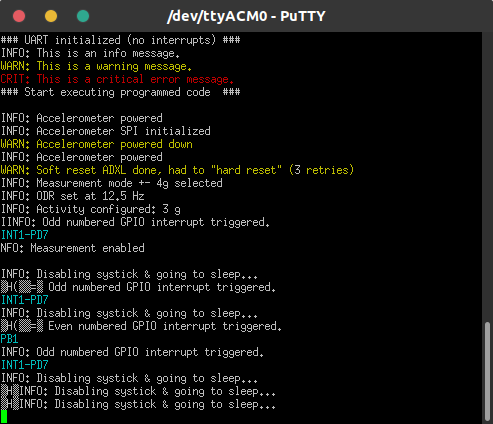 /dev/ttyACM0 - PuTTY
### UART initialized (no interrupts) ###
INFO: This is an info message.
WARN: This is a warning message.
CRIT: This is a critical error message.
### Start executing programmed code  ###
INFO: Accelerometer powered
INFO: Accelerometer SPI initialized
WARN: Accelerometer powered down
INFO: Accelerometer powered
WARN: Soft reset ADXL done, had to "hard reset" (3 retries)
INFO: Measurement mode +- 4g selected
INFO: ODR set at 12.5 Hz
INFO: Activity configured: 3 g
IINFO: Odd numbered GPIO interrupt triggered.
INT1-PD7
NFO: Measurement enabled
INFO: Disabling systick & going to sleep...
▒H(▒▒=▒ Odd numbered GPIO interrupt triggered.
INT1-PD7
INFO: Disabling systick & going to sleep...
▒H(▒▒=▒ Even numbered GPIO interrupt triggered.
PB1
INFO: Odd numbered GPIO interrupt triggered.
INT1-PD7
INFO: Disabling systick & going to sleep...
▒H▒INFO: Disabling systick & going to sleep...
▒H▒INFO: Disabling systick & going to sleep...